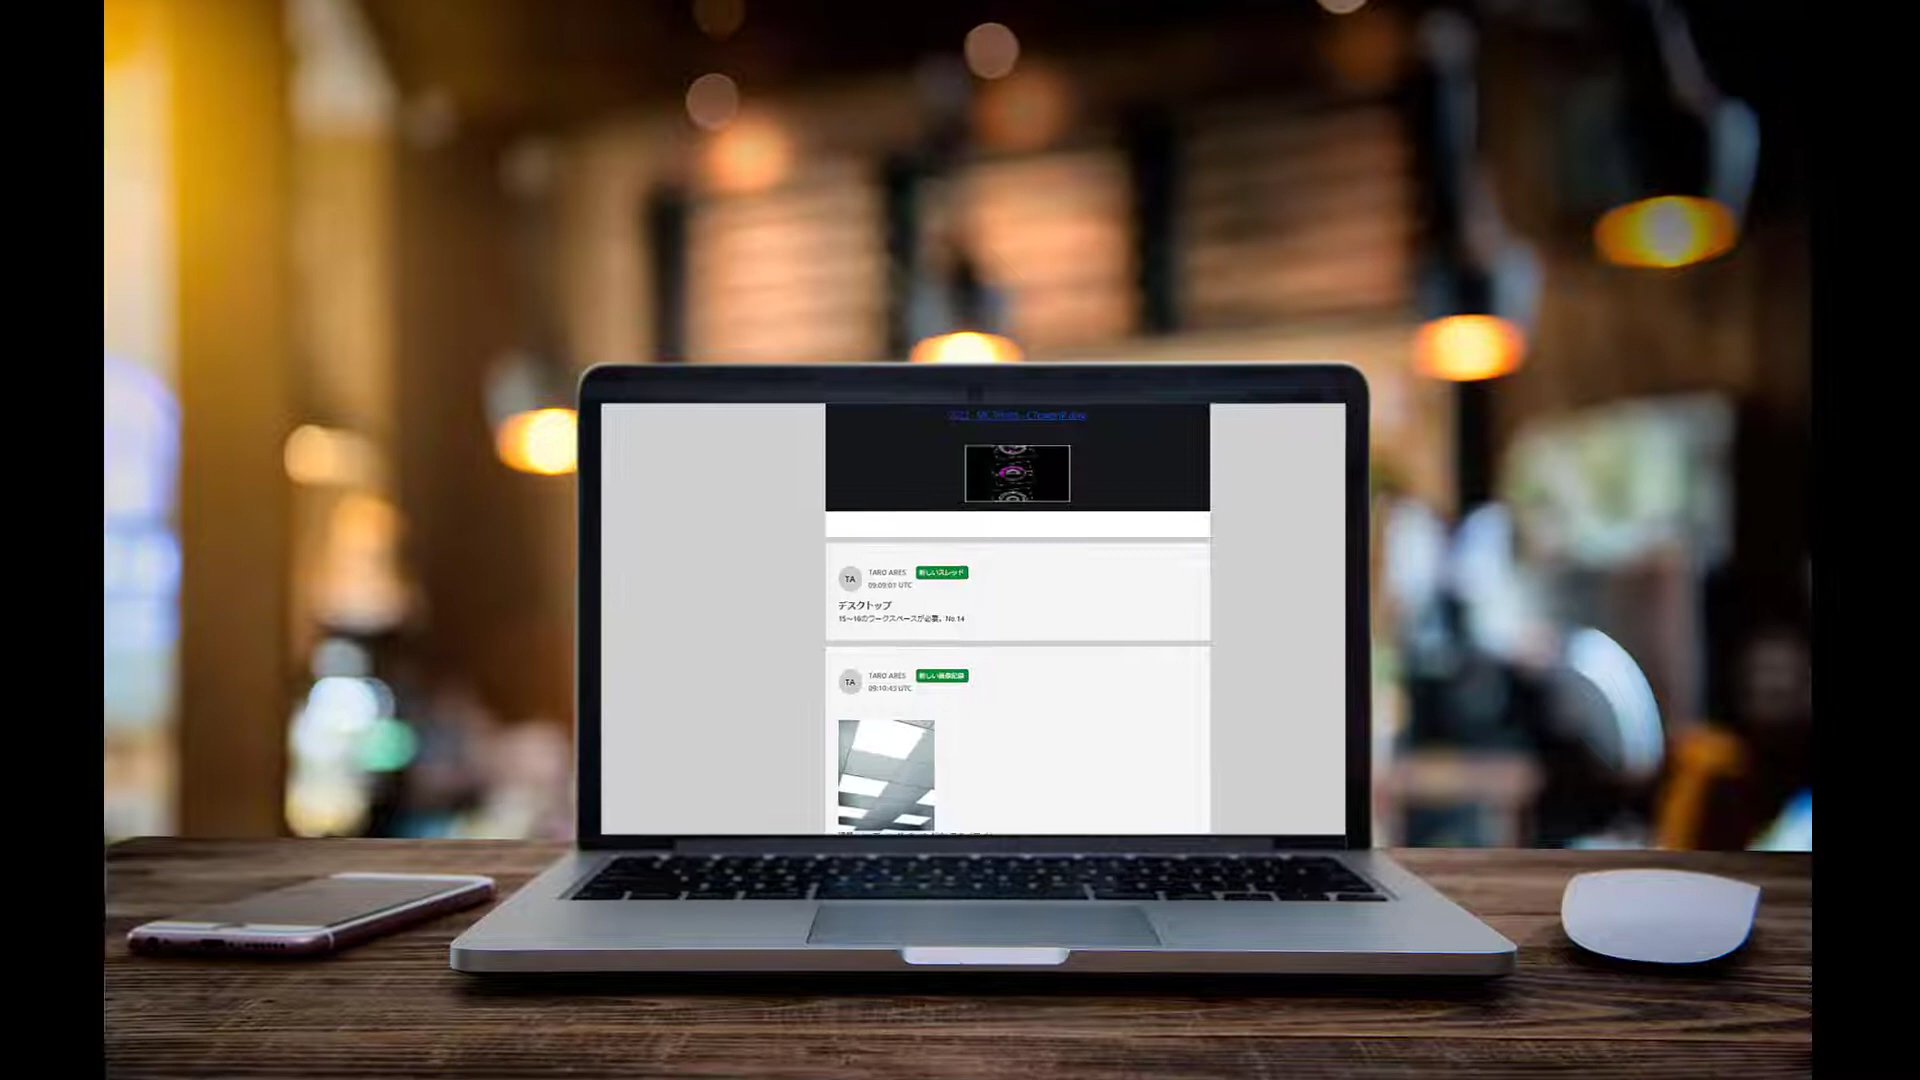 TA
TARO ARES 新しいスレッド
09:09:01 UTC
デスクトップ
15～16のワークスペースが必要。No.14
TA
TARO ARES 新しい画像記録
09:10:43 UTC